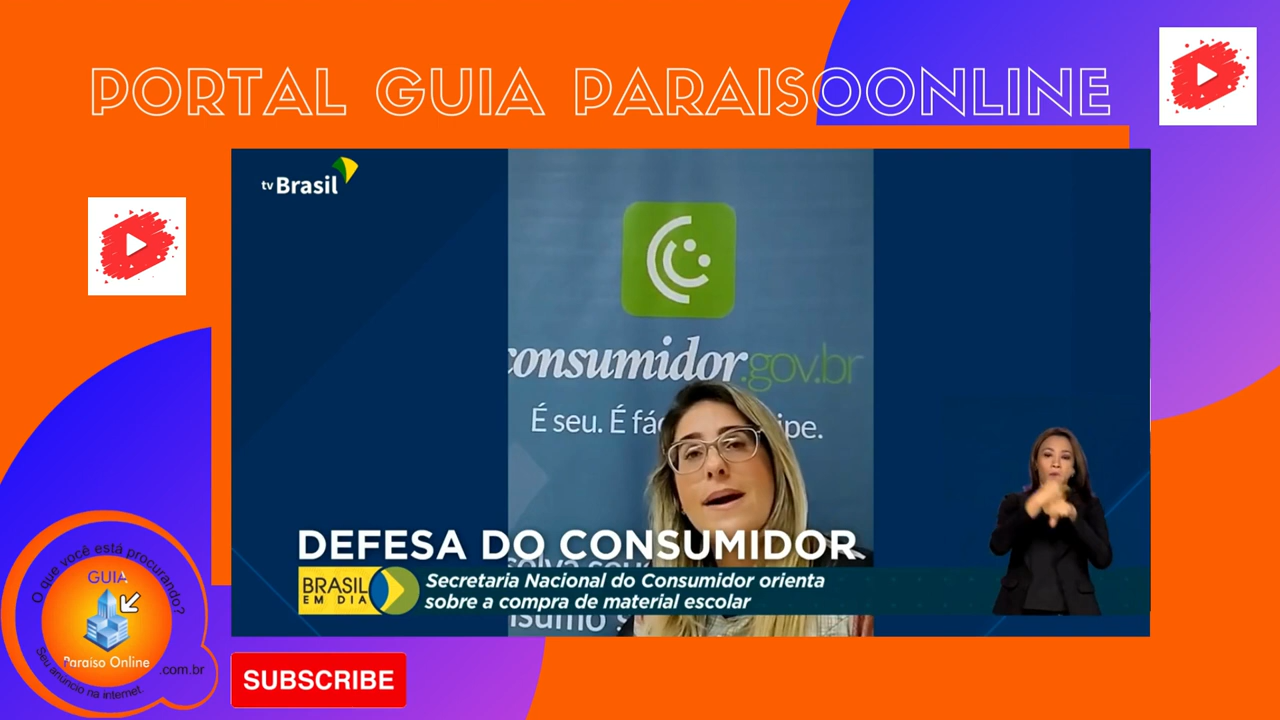 PORTAL GUIA PARAISOONLINE
tv Brasil
consumidor.gov.br
É seu. É
DEFESA DO CONSUMIDOR
BRASIL
EM DIA
Secretaria Nacional do Consumidor orienta
sobre a compra de material escolar
O que você está procurando?
GUIA
Paraiso Online
.com.br
Seu anúncio na internet.
SUBSCRIBE